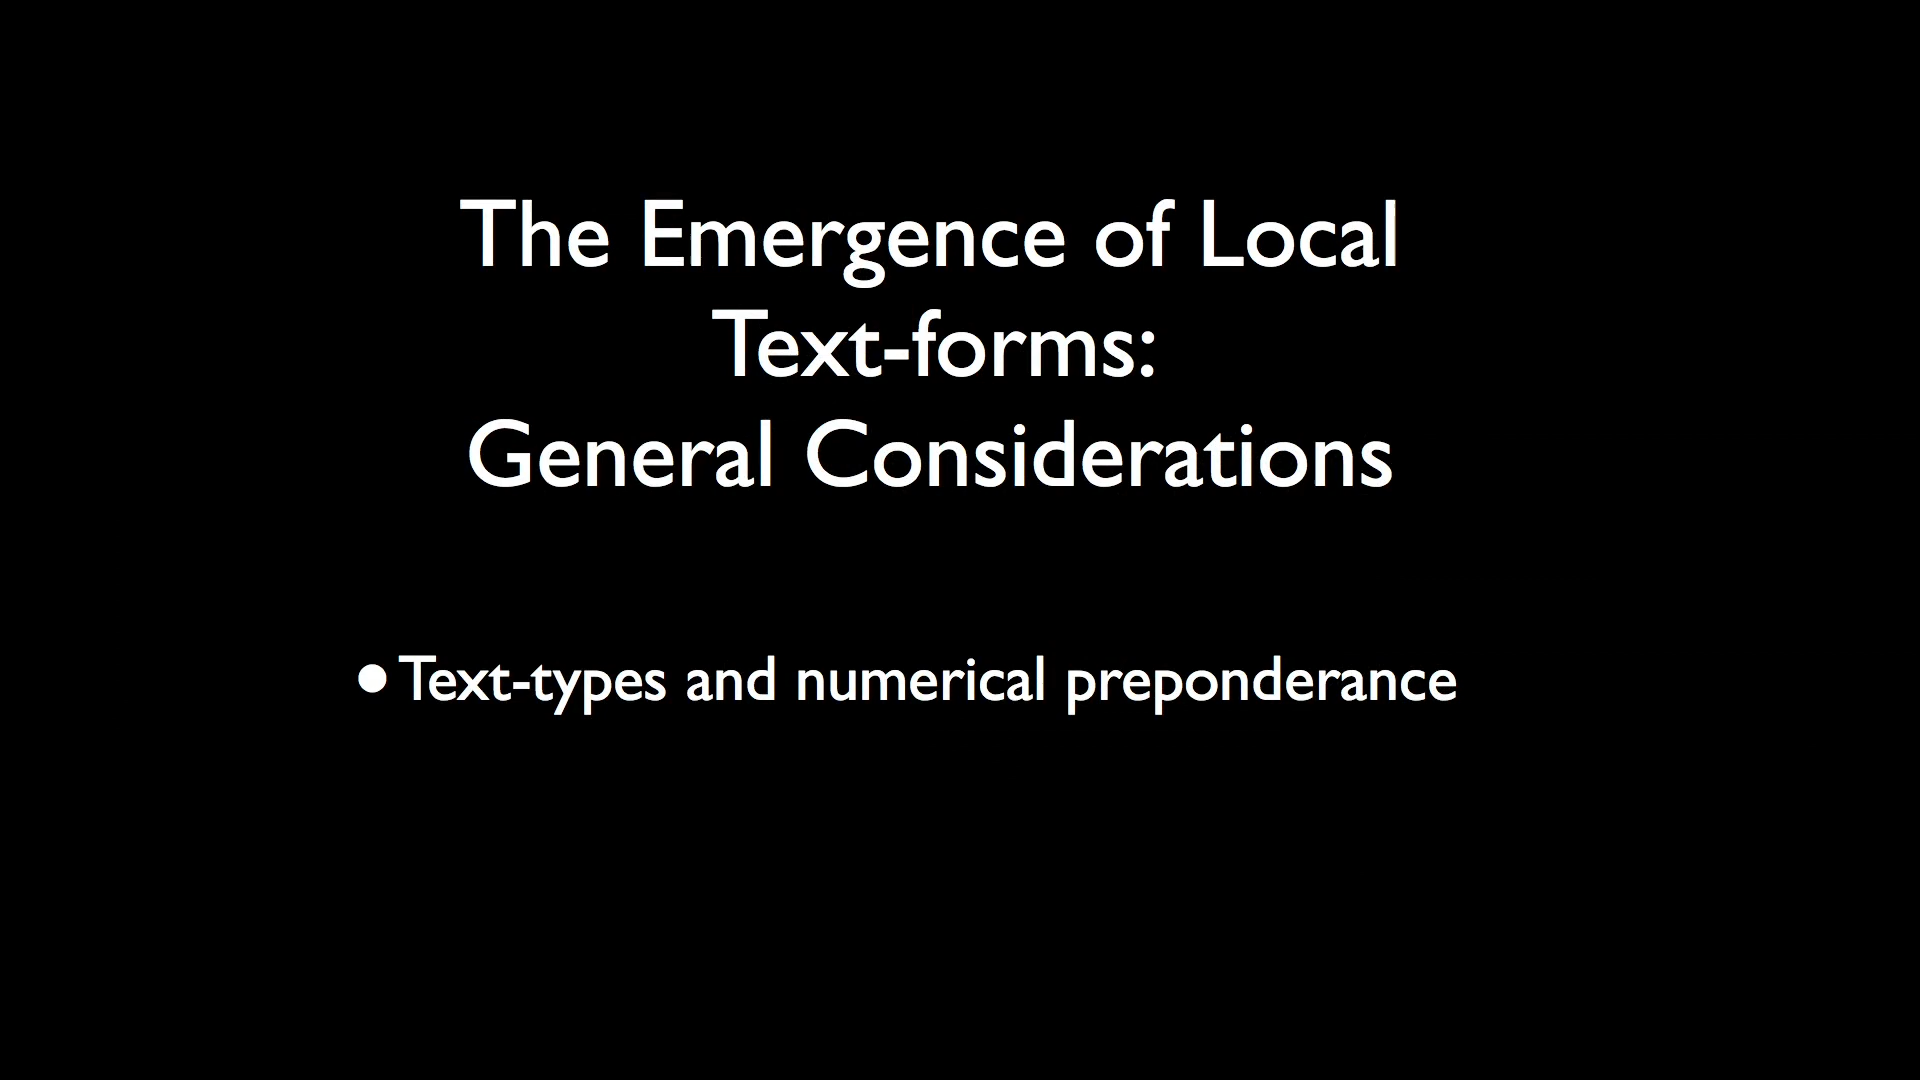 The Emergence of Local
Text-forms:
General Considerations
•Text-types and numerical preponderance